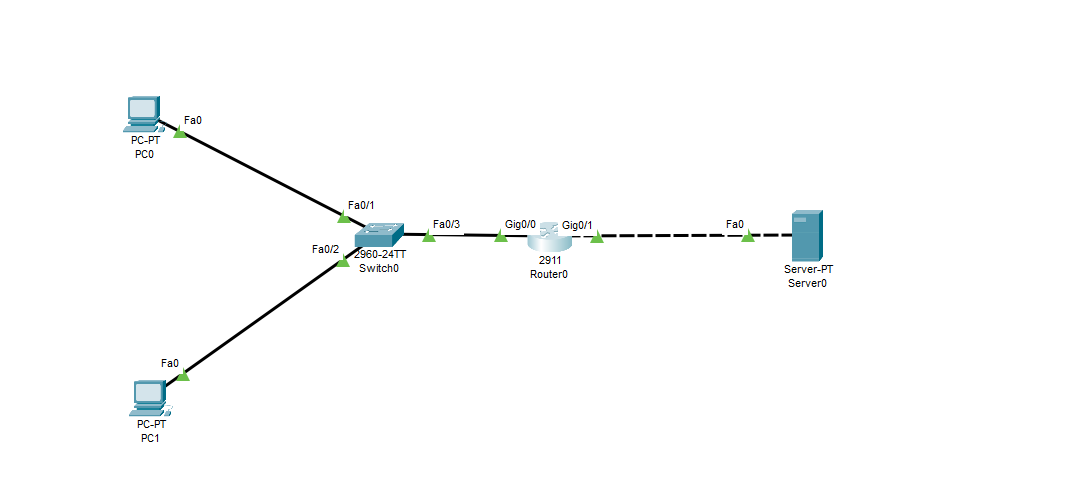 Fa0
PC-PT
PC0
Fa0/1
Fa0/3
Gig0/0
Gig0/1
Fa0
Fa0/2
2960-24TT
Switch0
2911
Router0
Server-PT
Server0
Fa0
PC-PT
PC1